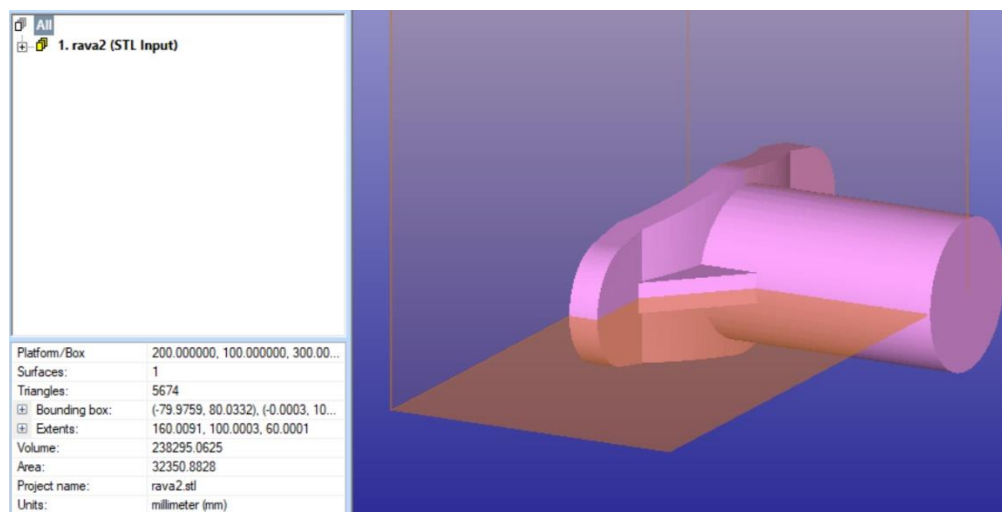 All
1. rava2 (STL Input)
Platform/Box 200.000000, 100.000000, 300.00...
Surfaces: 1
Triangles: 5674
Bounding box: (-79.9759, 80.0332), (-0.0003, 10...
Extents: 160.0091, 100.0003, 60.0001
Volume: 238295.0625
Area: 32350.8828
Project name: rava2.stl
Units: millimeter (mm)